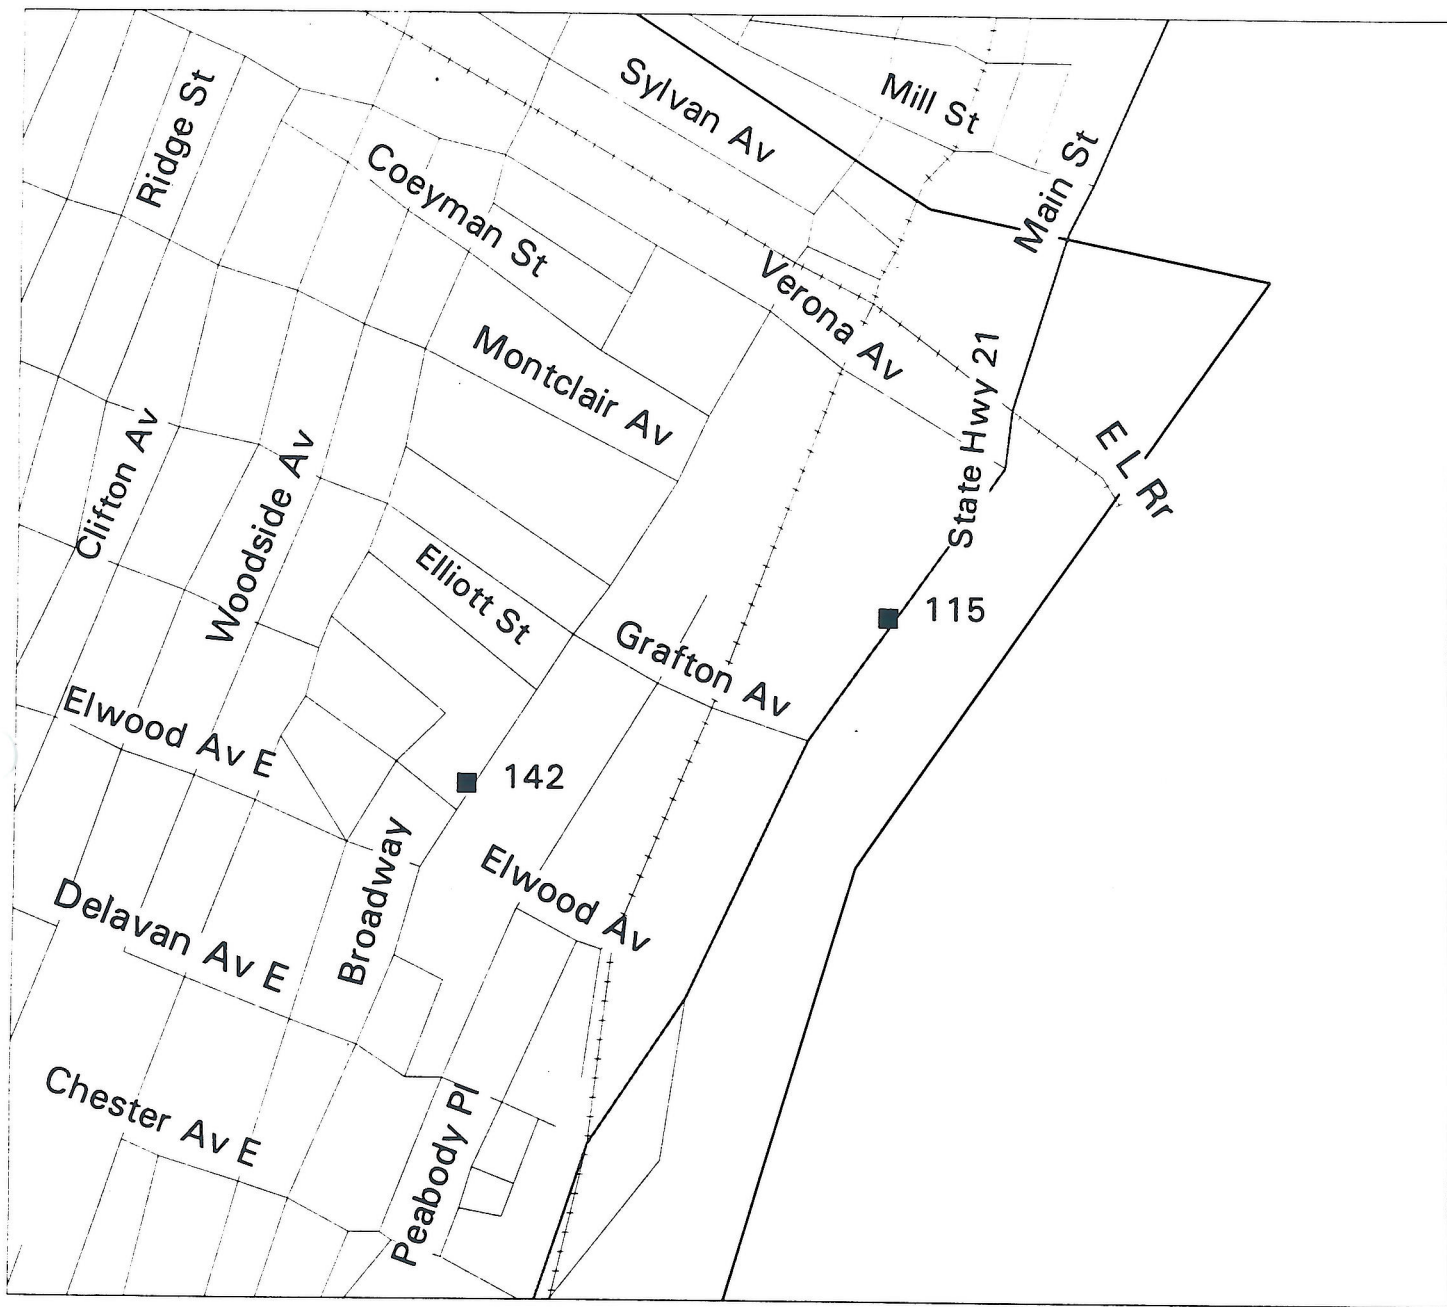 Ridge St
Sylvan Av
Mill St
Main St
Coeyman St
Verona Av
Montclair Av
State Hwy 21
E L Rr
Clifton Av
Woodside Av
Elliott St
115
Grafton Av
Elwood Av E
142
Broadway
Elwood Av
Delavan Av E
Chester Av E
Peabody Pl